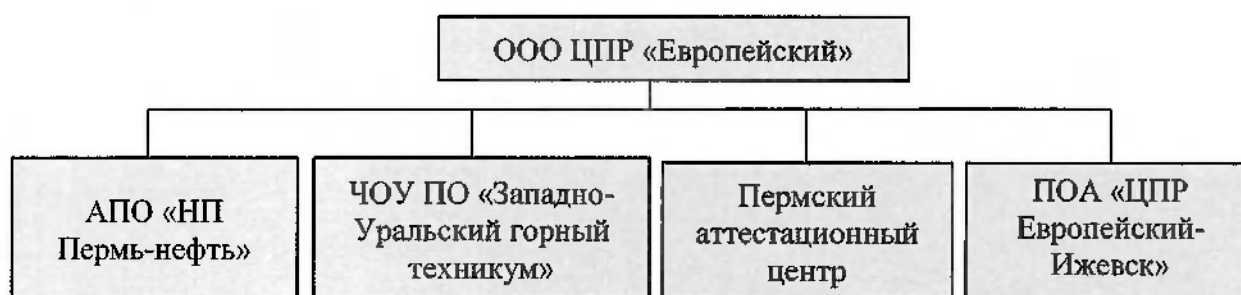 ООО ЦПР «Европейский»
АПО «НП
Пермь-нефть»
ЧОУ ПО «Западно-
Уральский горный
техникум»
Пермский
аттестационный
центр
ПОА «ЦПР
Европейский-
Ижевск»